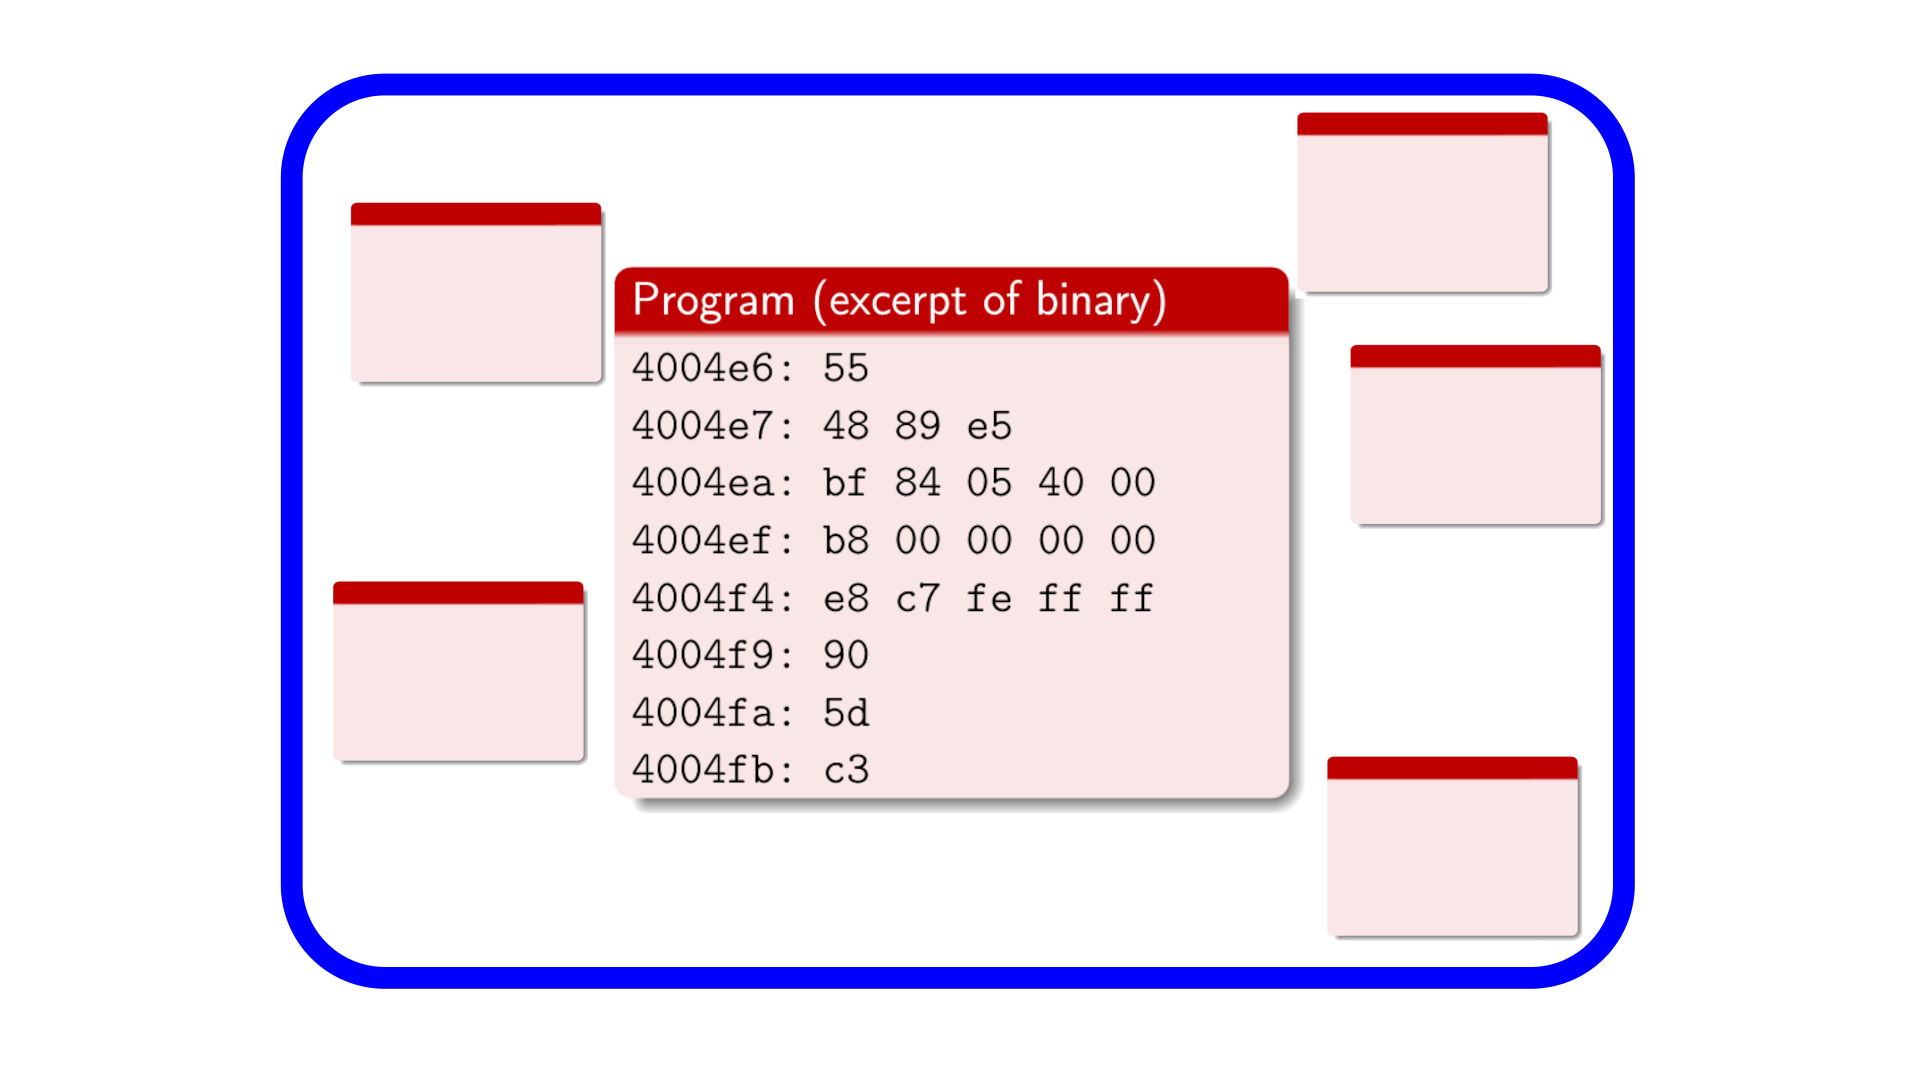 Program (excerpt of binary)
4004e6: 55
4004e7: 48 89 e5
4004ea: bf 84 05 40 00
4004ef: b8 00 00 00 00
4004f4: e8 c7 fe ff ff
4004f9: 90
4004fa: 5d
4004fb: c3